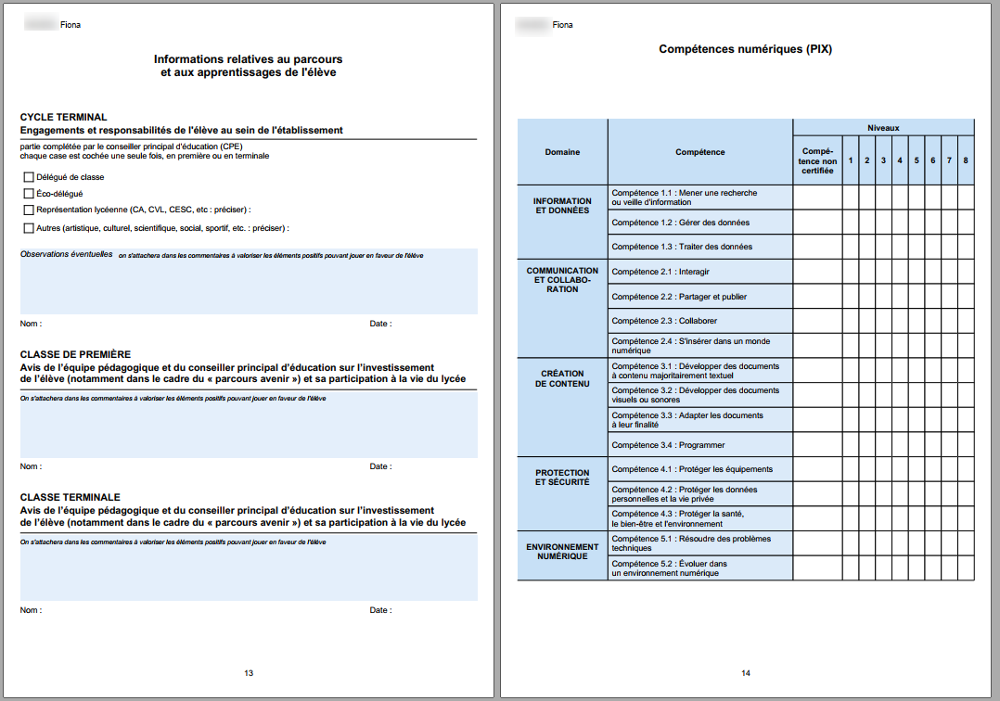 Fiona
Informations relatives au parcours
et aux apprentissages de l'élève
CYCLE TERMINAL
Engagements et responsabilités de l'élève au sein de l'établissement
partie complétée par le conseiller principal d'éducation (CPE)
chaque case est cochée une seule fois, en première ou en terminale
Délégué de classe
Éco-délégué
Représentation lycéenne (CA, CVL, CESC, etc : préciser) :
Autres (artistique, culturel, scientifique, social, sportif, etc. : préciser) :
Observations éventuelles on s'attachera dans les commentaires à valoriser les éléments positifs pouvant jouer en faveur de l'élève
Nom : Date :
CLASSE DE PREMIÈRE
Avis de l'équipe pédagogique et du conseiller principal d'éducation sur l'investissement
de l'élève (notamment dans le cadre du « parcours avenir ») et sa participation à la vie du lycée
On s'attachera dans les commentaires à valoriser les éléments positifs pouvant jouer en faveur de l'élève
Nom : Date :
CLASSE TERMINALE
Avis de l'équipe pédagogique et du conseiller principal d'éducation sur l'investissement
de l'élève (notamment dans le cadre du « parcours avenir ») et sa participation à la vie du lycée
On s'attachera dans les commentaires à valoriser les éléments positifs pouvant jouer en faveur de l'élève
Nom : Date :
13
Fiona
Compétences numériques (PIX)
Domaine
Compétence
Niveaux
Compé-
tence non
certifiée
1 2 3 4 5 6 7 8
INFORMATION
ET DONNÉES
Compétence 1.1 : Mener une recherche
ou veille d'information
Compétence 1.2 : Gérer des données
Compétence 1.3 : Traiter des données
COMMUNICATION
ET COLLABO-
RATION
Compétence 2.1 : Interagir
Compétence 2.2 : Partager et publier
Compétence 2.3 : Collaborer
Compétence 2.4 : S'insérer dans un monde
numérique
CRÉATION
DE CONTENU
Compétence 3.1 : Développer des documents
à contenu majoritairement textuel
Compétence 3.2 : Développer des documents
visuels ou sonores
Compétence 3.3 : Adapter les documents
à leur finalité
Compétence 3.4 : Programmer
PROTECTION
ET SÉCURITÉ
Compétence 4.1 : Protéger les équipements
Compétence 4.2 : Protéger les données
personnelles et la vie privée
Compétence 4.3 : Protéger la santé,
le bien-être et l'environnement
ENVIRONNEMENT
NUMÉRIQUE
Compétence 5.1 : Résoudre des problèmes
techniques
Compétence 5.2 : Évoluer dans
un environnement numérique
14